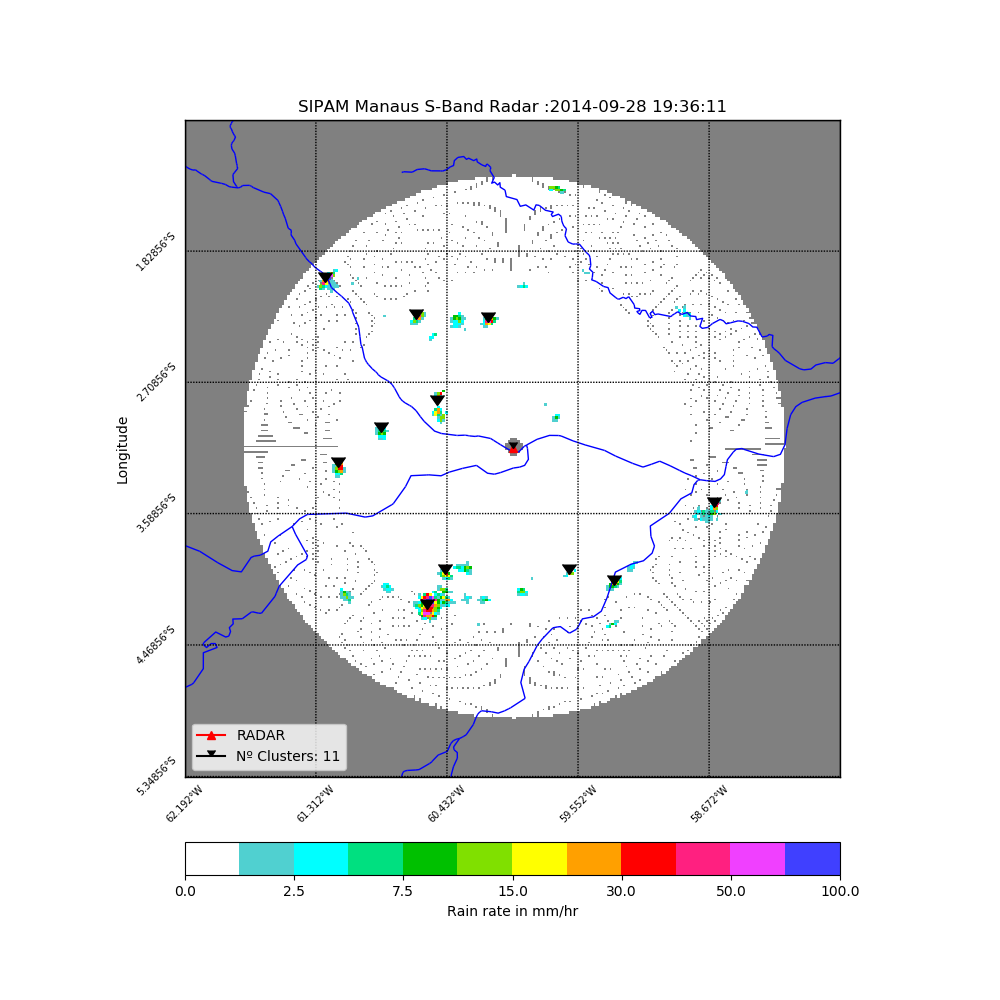 SIPAM Manaus S-Band Radar :2014-09-28 19:36:11
Longitude
1.82856°S
2.70856°S
3.58856°S
4.46856°S
5.34856°S
RADAR
Nº Clusters: 11
62.192°W 61.312°W 60.432°W 59.552°W 58.672°W
0.0 2.5 7.5 15.0 30.0 50.0 100.0
Rain rate in mm/hr